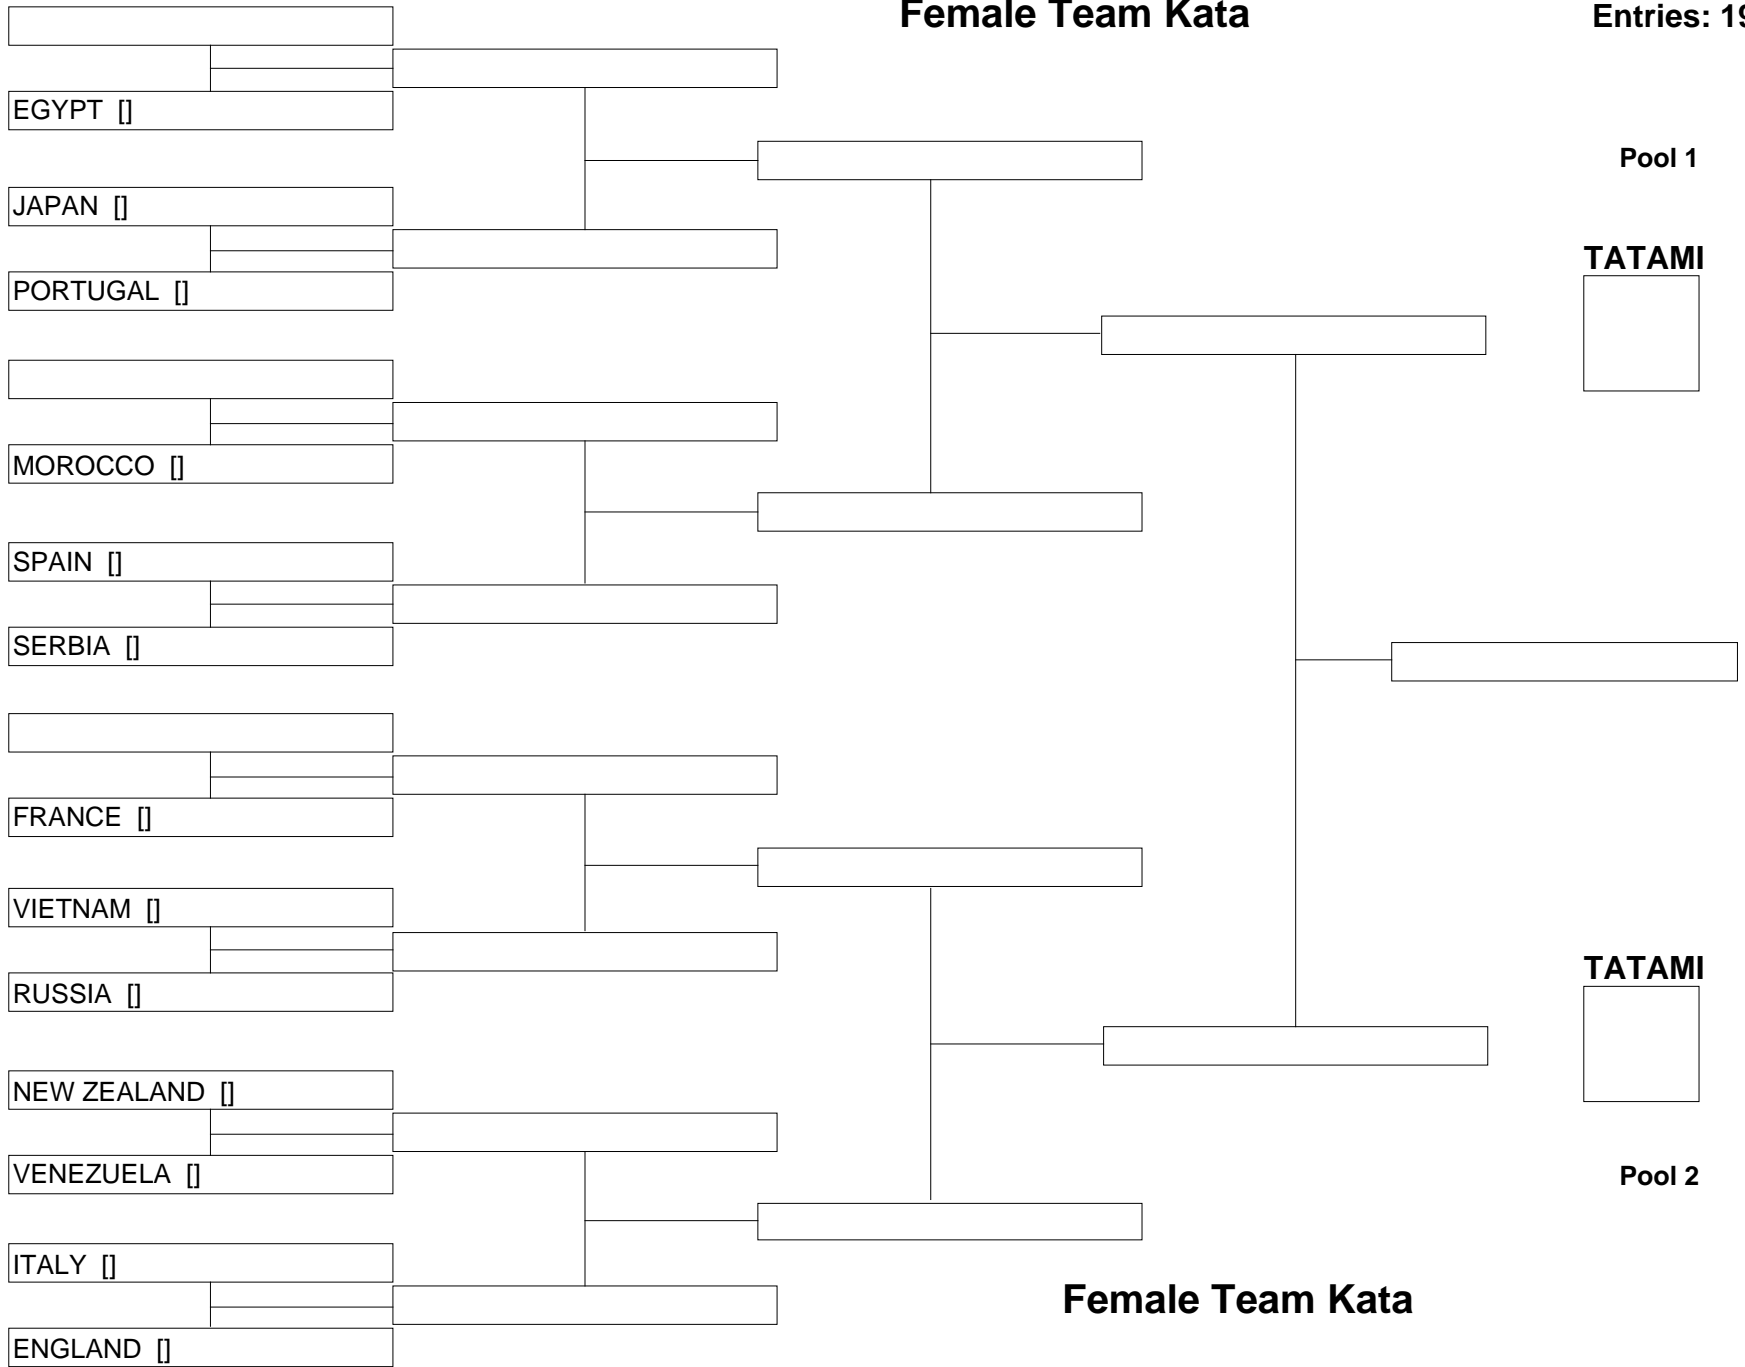 Female Team Kata
Entries: 19
EGYPT []
Pool 1
JAPAN []
TATAMI
PORTUGAL []
MOROCCO []
SPAIN []
SERBIA []
FRANCE []
VIETNAM []
TATAMI
RUSSIA []
NEW ZEALAND []
VENEZUELA []
Pool 2
ITALY []
Female Team Kata
ENGLAND []